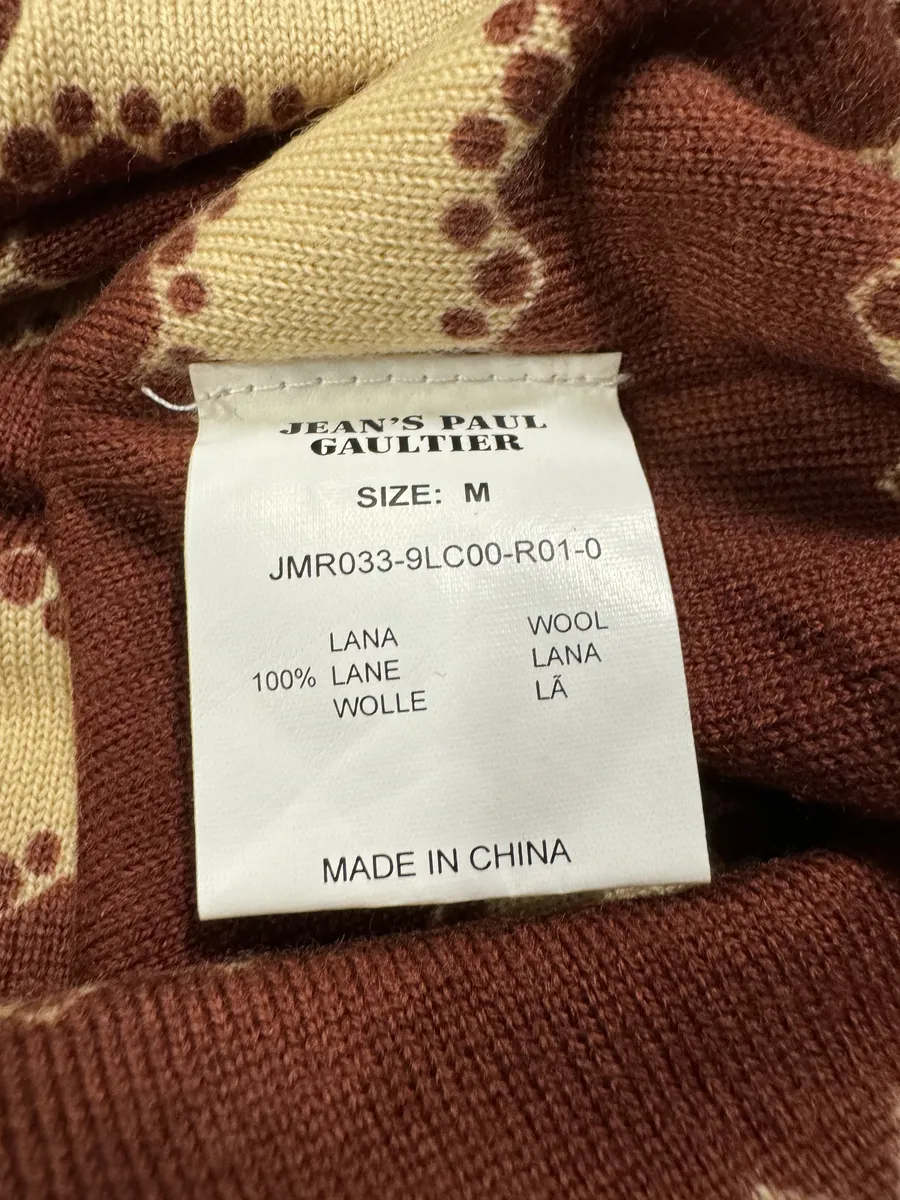 JEAN'S PAUL
GAULTIER
SIZE: M
JMR033-9LC00-R01-0
LANA WOOL
100% LANE LANA
WOLLE LÃ
MADE IN CHINA